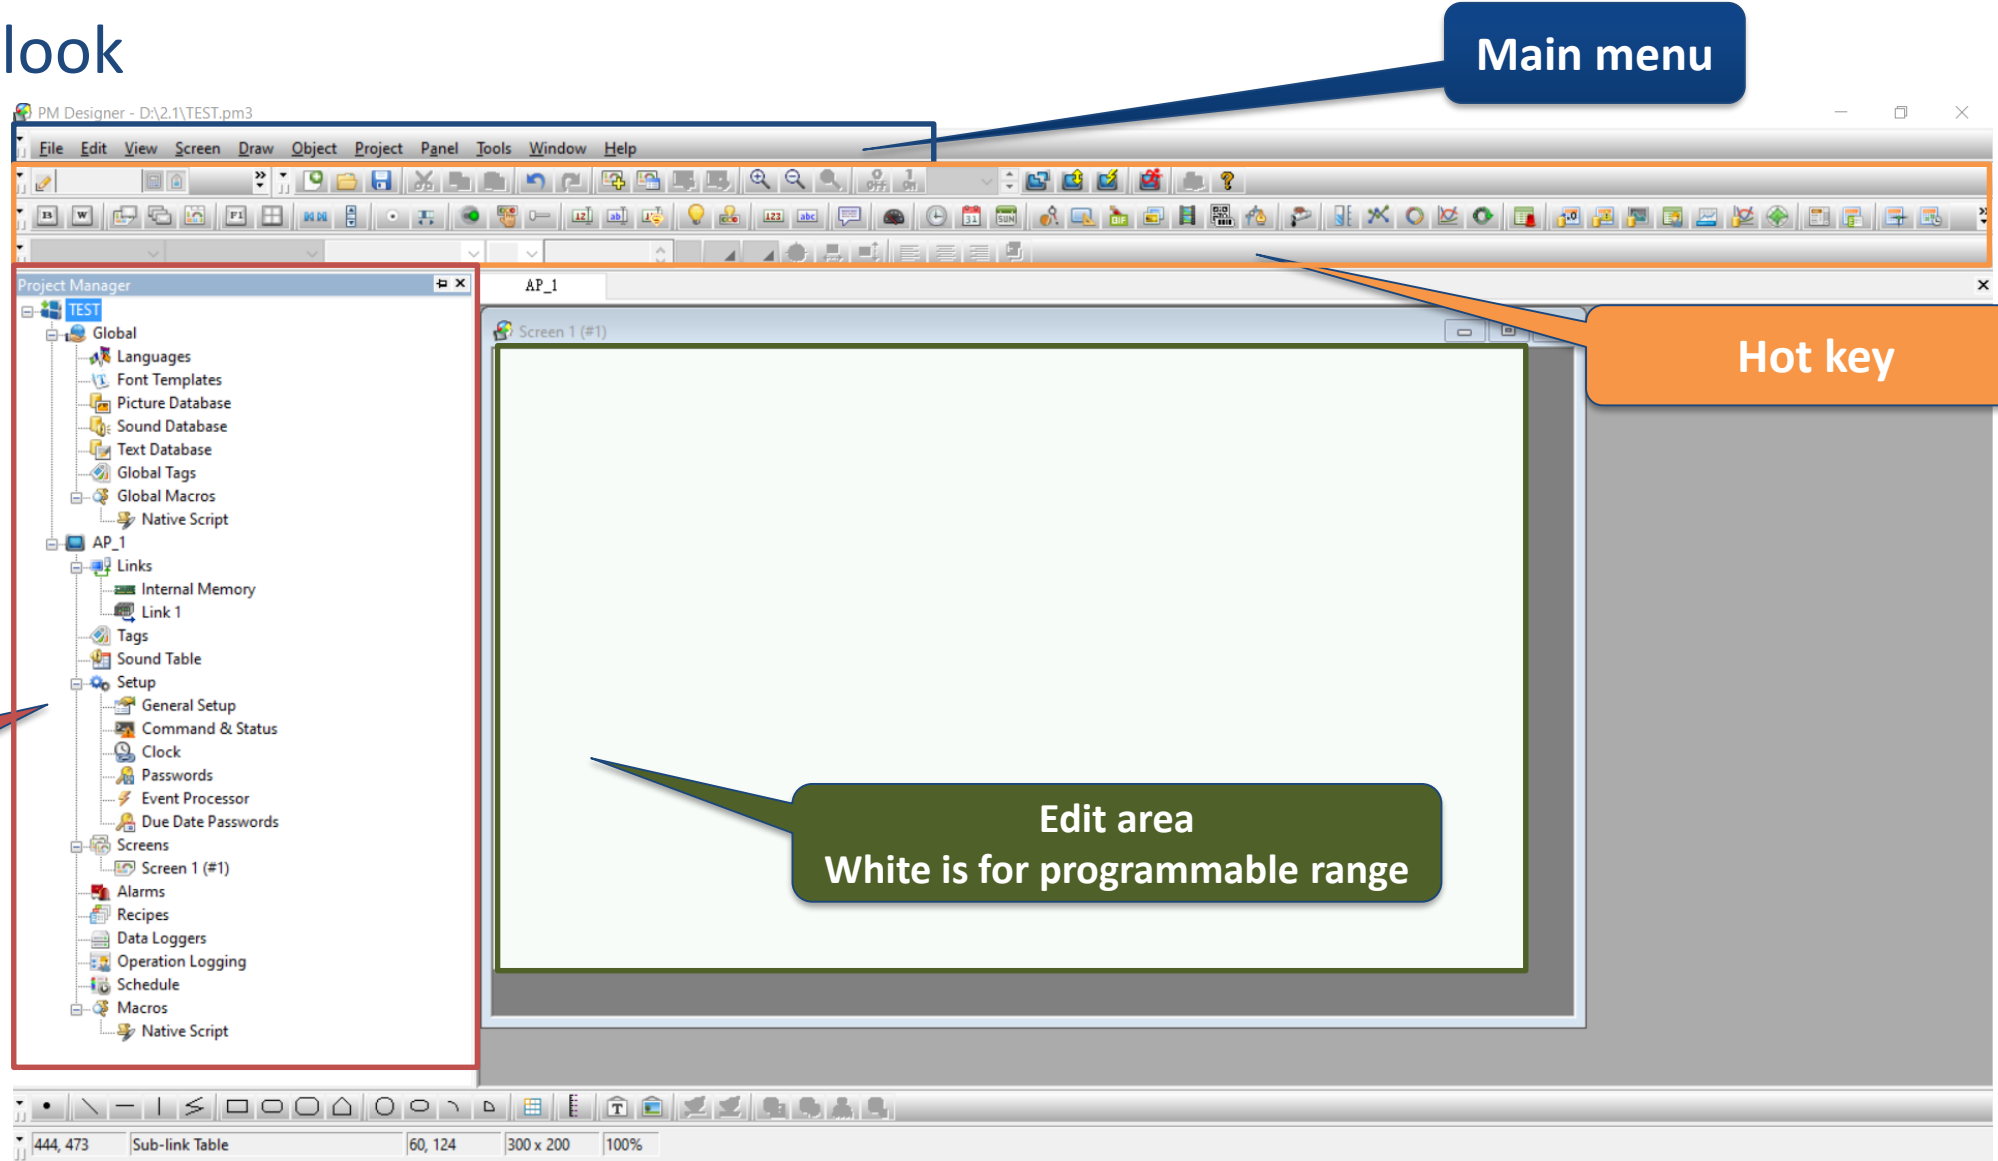 look
Main menu
PM Designer - D:\2.1\TEST.pm3
File Edit View Screen Draw Object Project Panel Tools Window Help
Project Manager
AP_1
TEST
Global
Languages
Font Templates
Picture Database
Sound Database
Text Database
Global Tags
Global Macros
Native Script
AP_1
Links
Internal Memory
Link 1
Tags
Sound Table
Setup
General Setup
Command & Status
Clock
Passwords
Event Processor
Due Date Passwords
Screens
Screen 1 (#1)
Alarms
Recipes
Data Loggers
Operation Logging
Schedule
Macros
Native Script
Screen 1 (#1)
Hot key
Edit area
White is for programmable range
444, 473 Sub-link Table 60, 124 300 x 200 100%